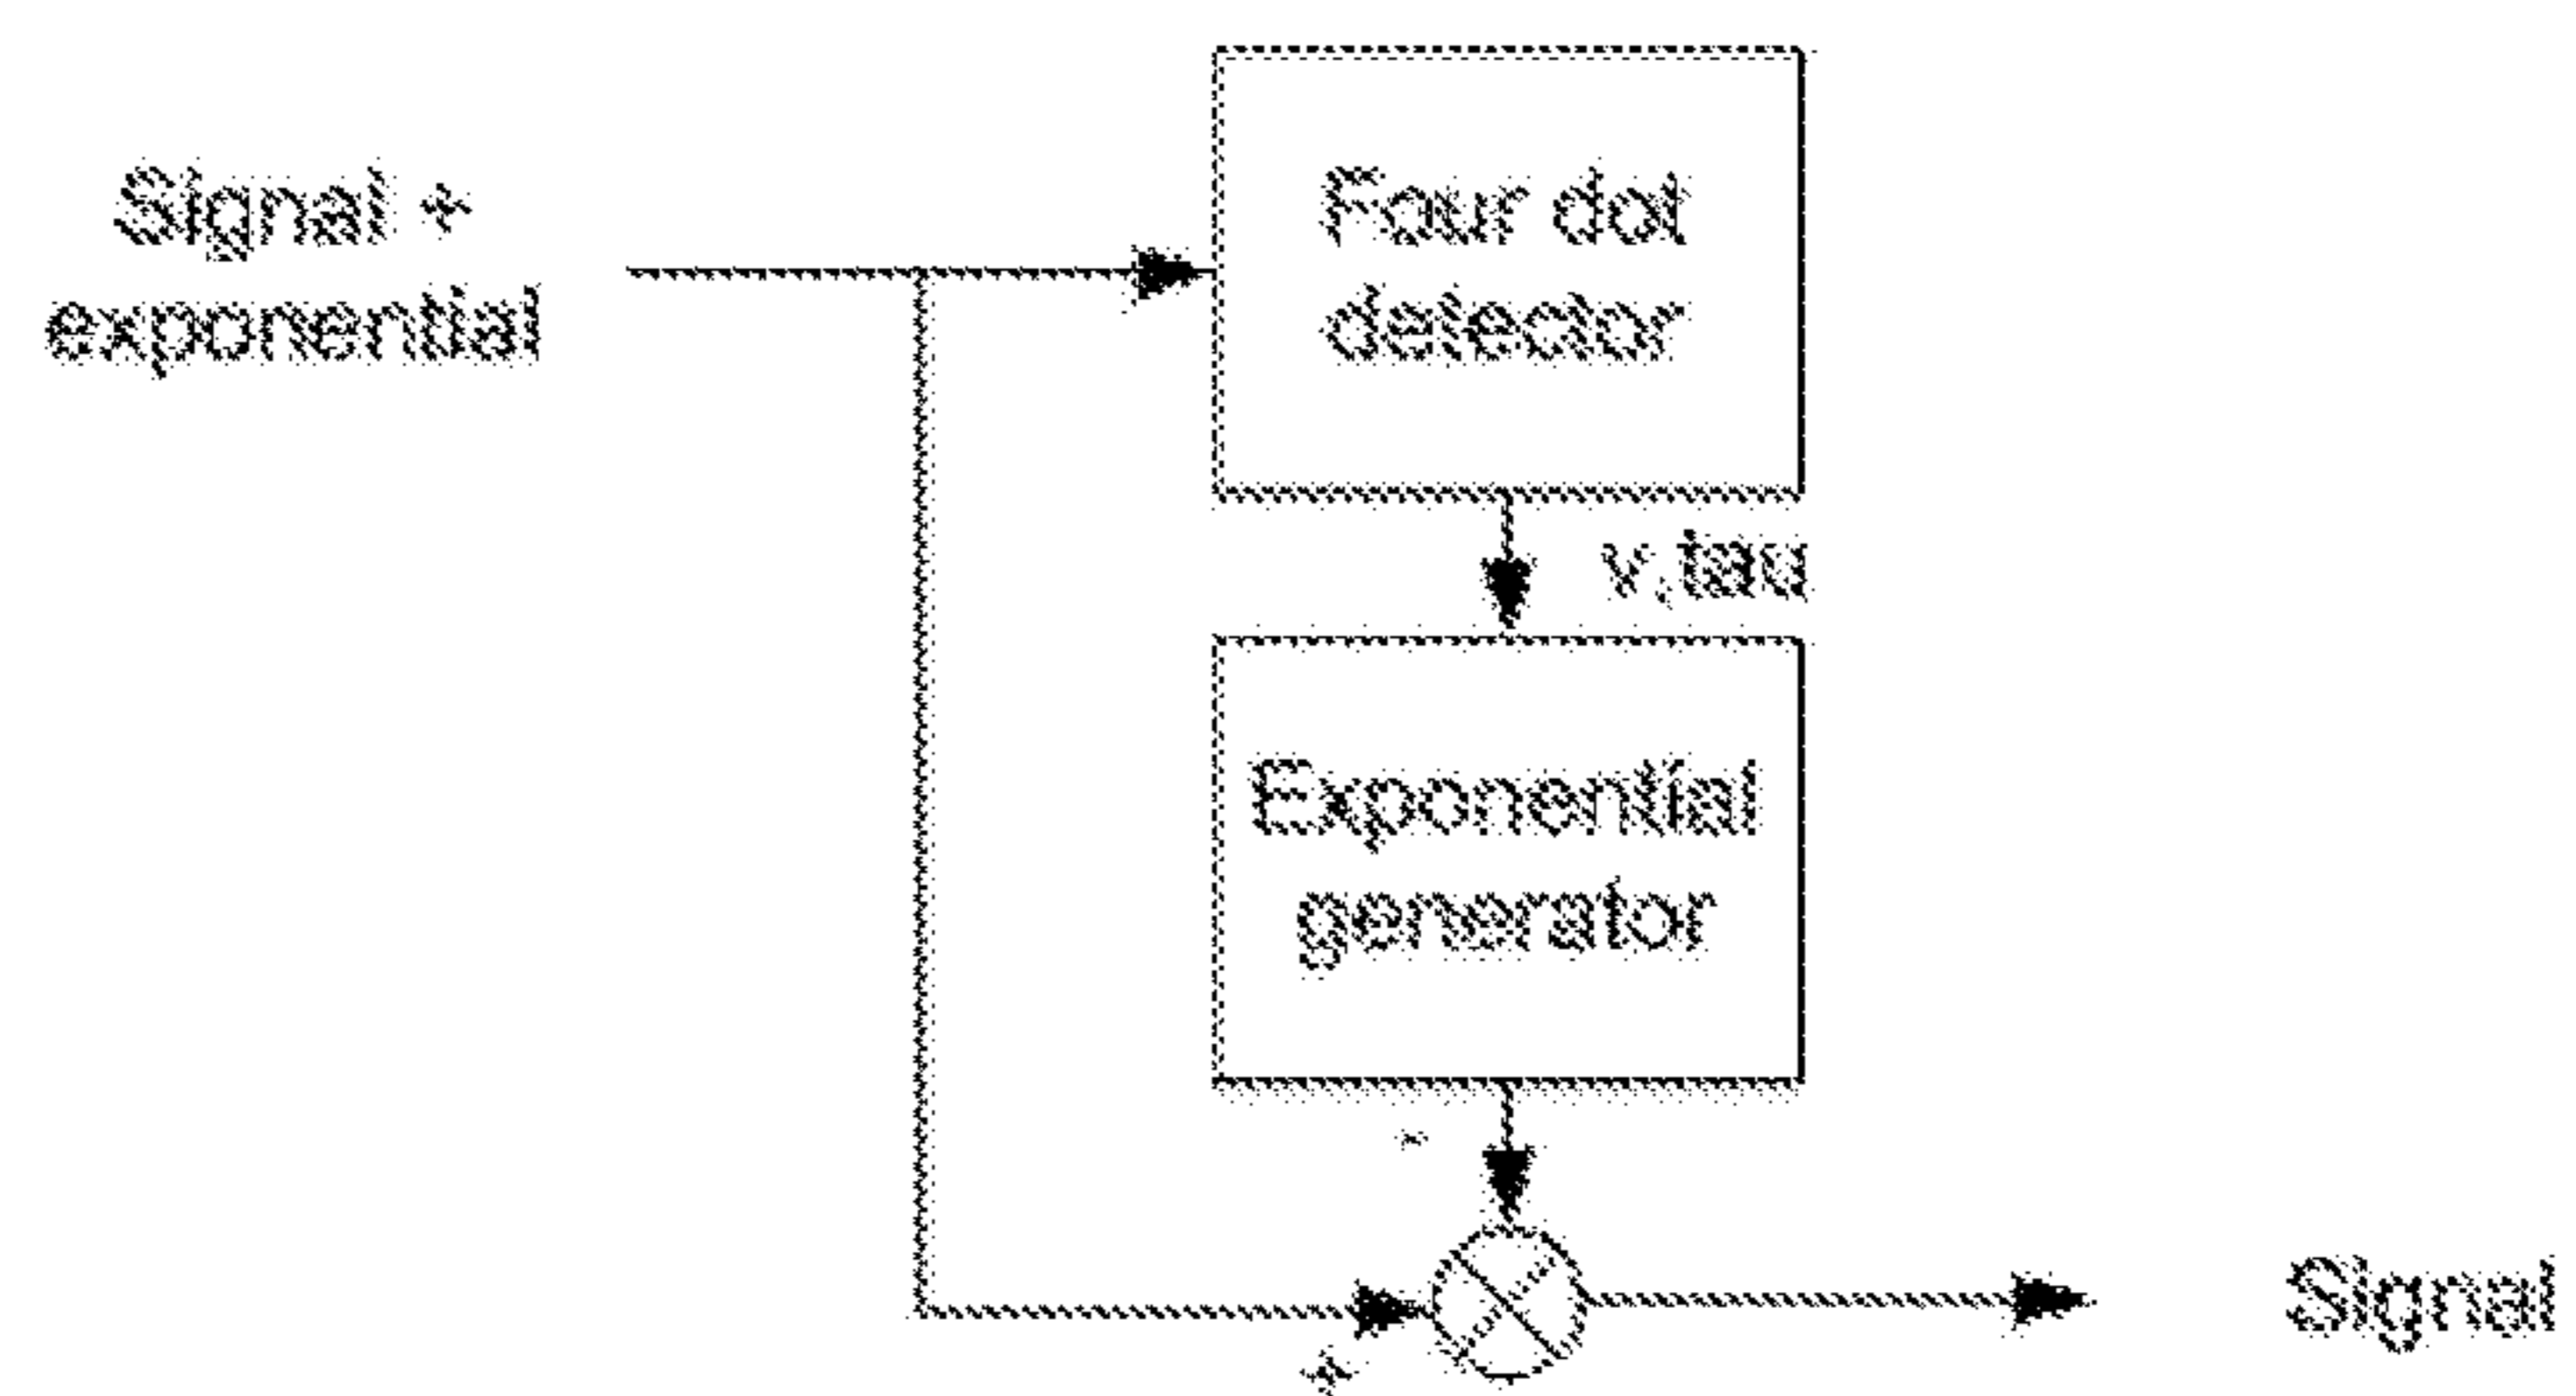 Signal +
exponential
Four dot
detector
v,tau
Exponential
generator
-
+
Signal